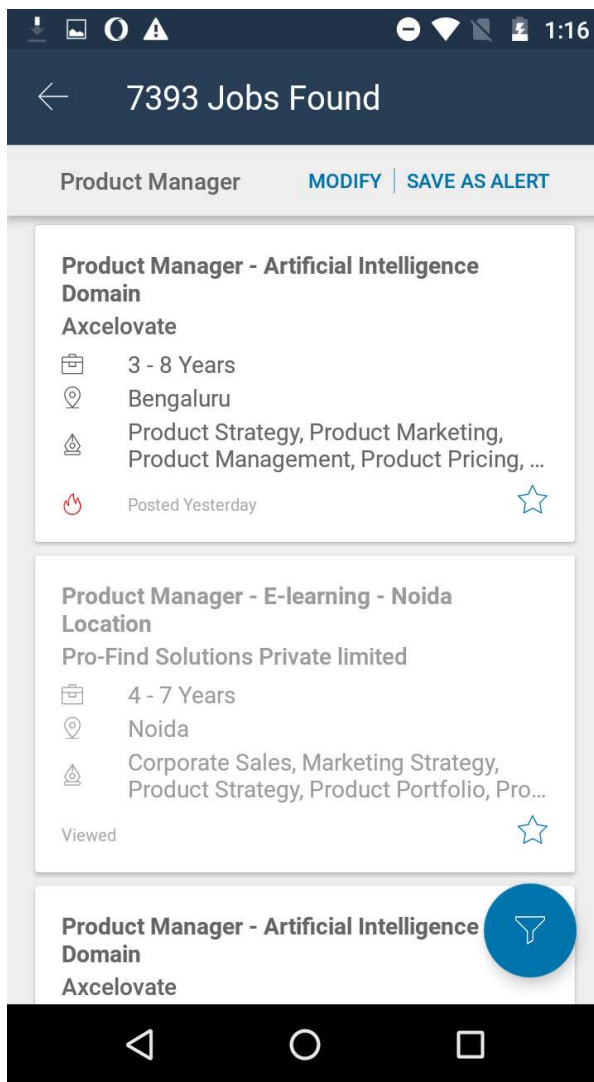 1:16
7393 Jobs Found
Product Manager MODIFY SAVE AS ALERT
Product Manager - Artificial Intelligence
Domain
Axcelovate
3 - 8 Years
Bengaluru
Product Strategy, Product Marketing,
Product Management, Product Pricing, ...
Posted Yesterday
Product Manager - E-learning - Noida
Location
Pro-Find Solutions Private limited
4 - 7 Years
Noida
Corporate Sales, Marketing Strategy,
Product Strategy, Product Portfolio, Pro...
Viewed
Product Manager - Artificial Intelligence
Domain
Axcelovate